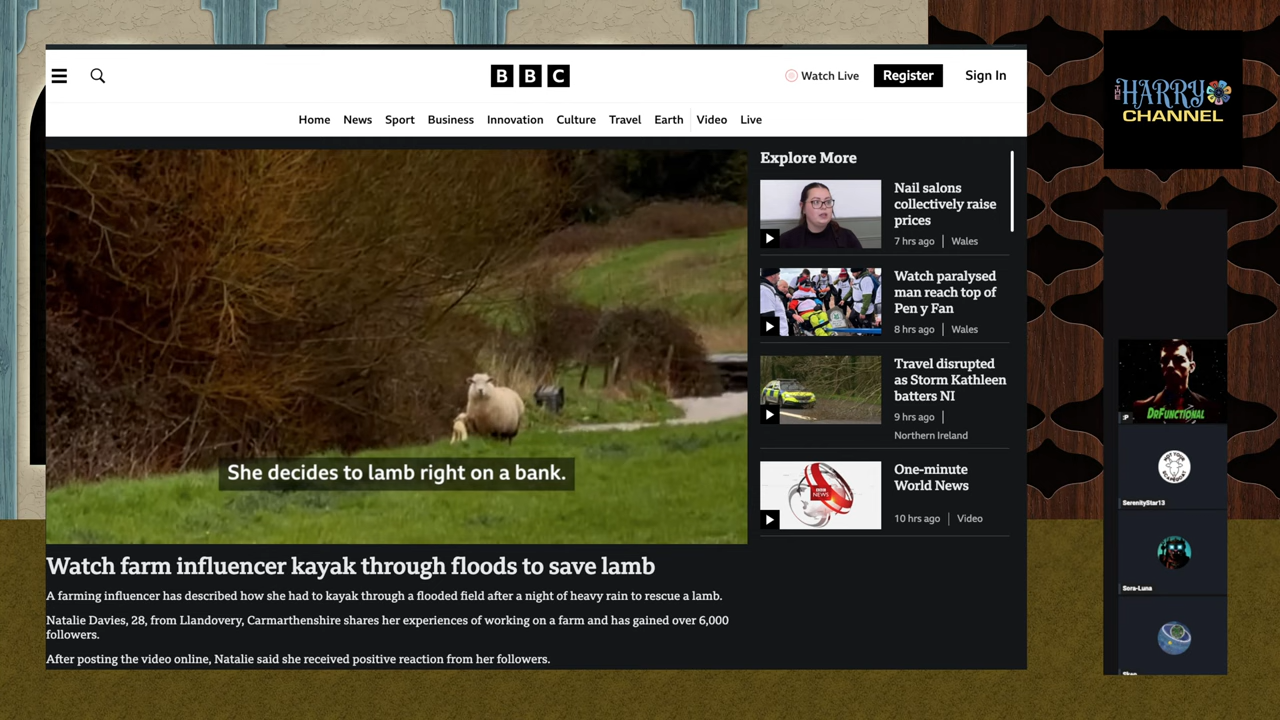 BBC
Watch Live
Register
Sign In
Home
News
Sport
Business
Innovation
Culture
Travel
Earth
Video
Live
She decides to lamb right on a bank.
Watch farm influencer kayak through floods to save lamb
A farming influencer has described how she had to kayak through a flooded field after a night of heavy rain to rescue a lamb.
Natalie Davies, 28, from Llandovery, Carmarthenshire shares her experiences of working on a farm and has gained over 6,000
followers.
After posting the video online, Natalie said she received positive reaction from her followers.
Explore More
Nail salons
collectively raise
prices
7 hrs ago | Wales
Watch paralysed
man reach top of
Pen y Fan
8 hrs ago | Wales
Travel disrupted
as Storm Kathleen
batters NI
9 hrs ago |
Northern Ireland
BBC
NEWS
One-minute
World News
10 hrs ago | Video
THE HARRY
CHANNEL
DRFUNCTIONAL
SerenityStar13
Sora-Luna